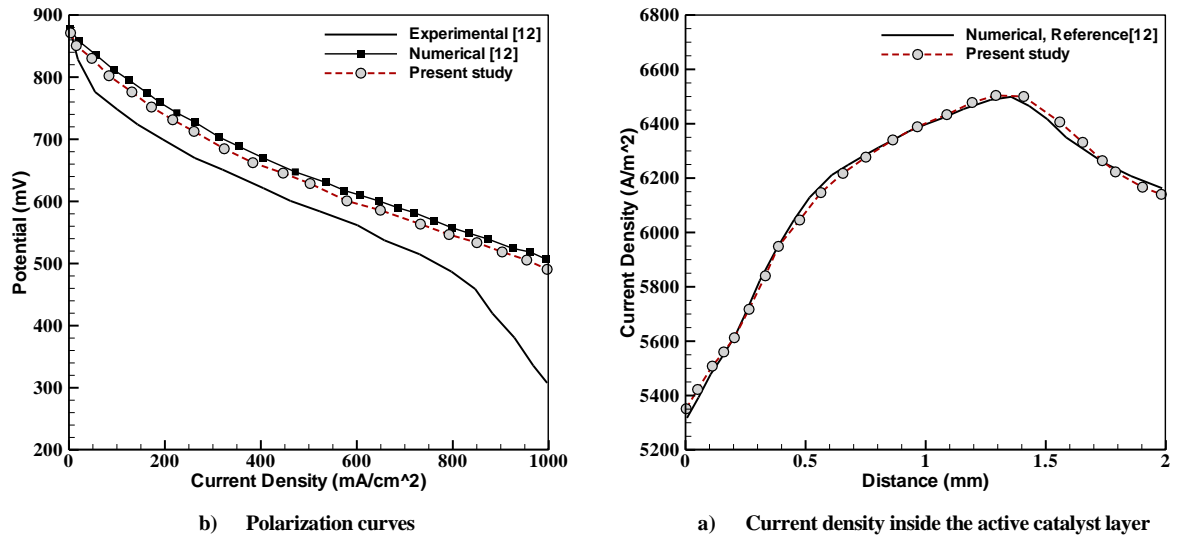 900
800
700
600
500
400
300
200
Potential (mV)
Experimental [12]
Numerical [12]
Present study
0 200 400 600 800 1000
Current Density (mA/cm^2)
b) Polarization curves
6800
6600
6400
6200
6000
5800
5600
5400
5200
Current Density (A/m^2)
Numerical, Reference[12]
Present study
0 0.5 1 1.5 2
Distance (mm)
a) Current density inside the active catalyst layer